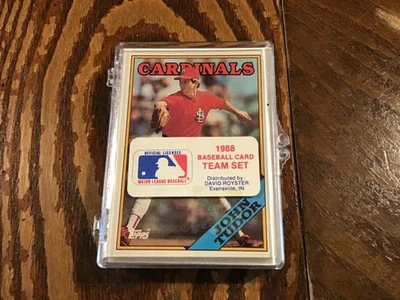 CARDINALS
StL
OFFICIAL LICENSEE
MAJOR LEAGUE BASEBALL
1988
BASEBALL CARD
TEAM SET
Distributed by
DAVID ROYSTER
Evansville, IN
Topps
JOHN
TUDOR